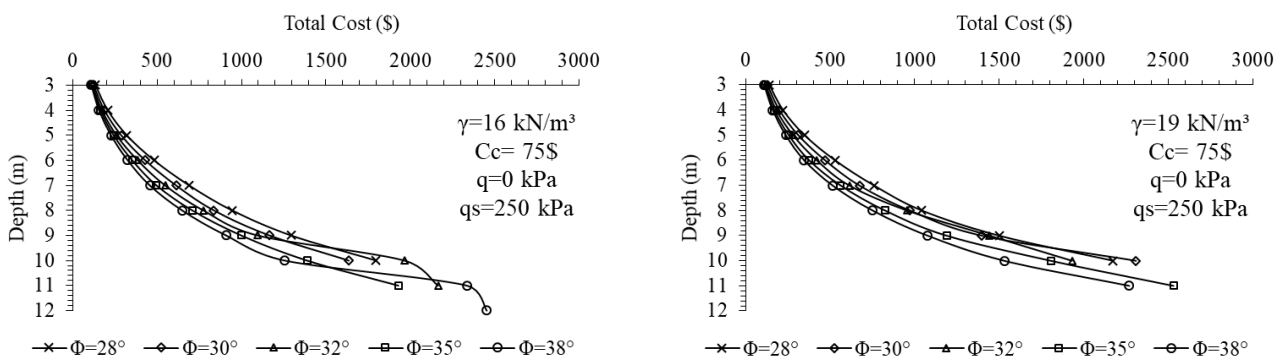 Total Cost ($)
0 500 1000 1500 2000 2500 3000
3
4
5
6
7
8
9
10
11
12
Depth (m)
γ=16 kN/m³
Cc= 75$
q=0 kPa
qs=250 kPa
Φ=28° Φ=30° Φ=32° Φ=35° Φ=38°
Total Cost ($)
0 500 1000 1500 2000 2500 3000
3
4
5
6
7
8
9
10
11
12
Depth (m)
γ=19 kN/m³
Cc= 75$
q=0 kPa
qs=250 kPa
Φ=28° Φ=30° Φ=32° Φ=35° Φ=38°